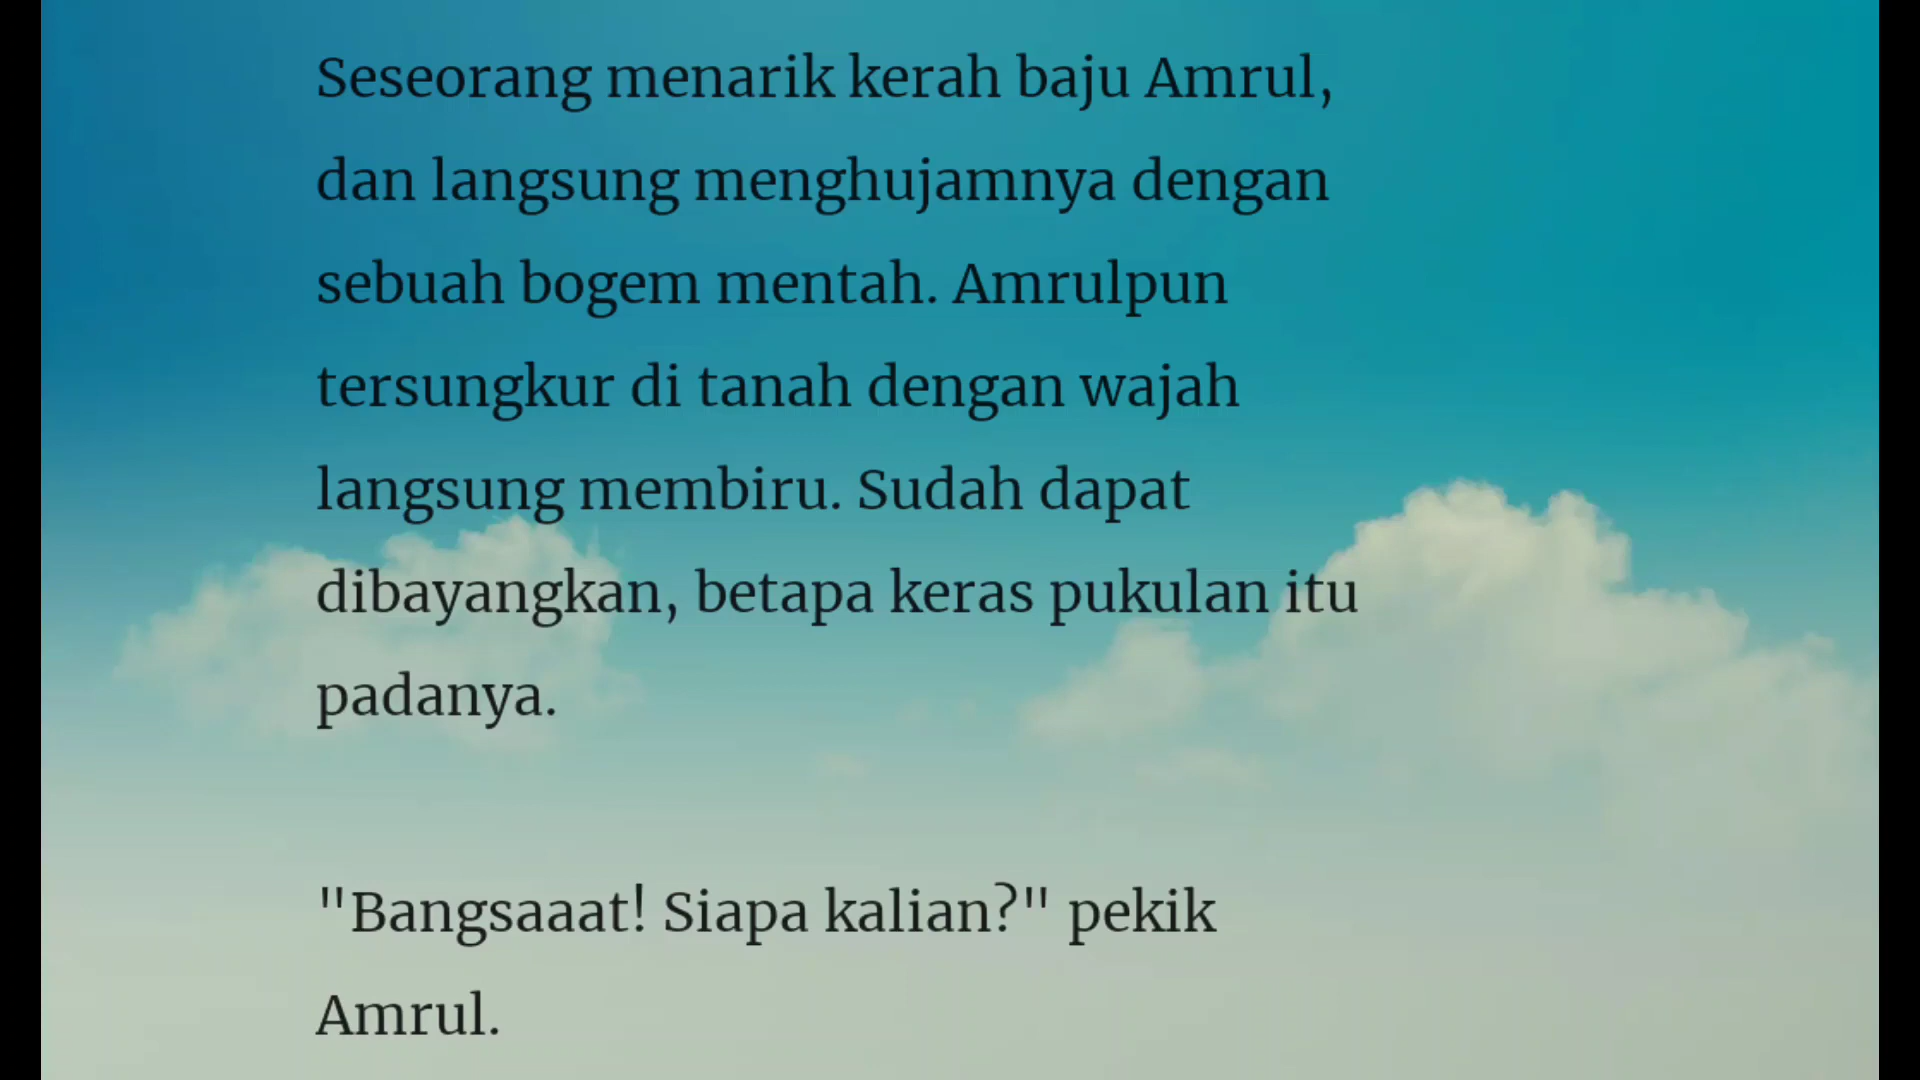 Seseorang menarik kerah baju Amrul,
dan langsung menghujamnya dengan
sebuah bogem mentah. Amrulpun
tersungkur di tanah dengan wajah
langsung membiru. Sudah dapat
dibayangkan, betapa keras pukulan itu
padanya.
"Bangsaaat! Siapa kalian?" pekik
Amrul.